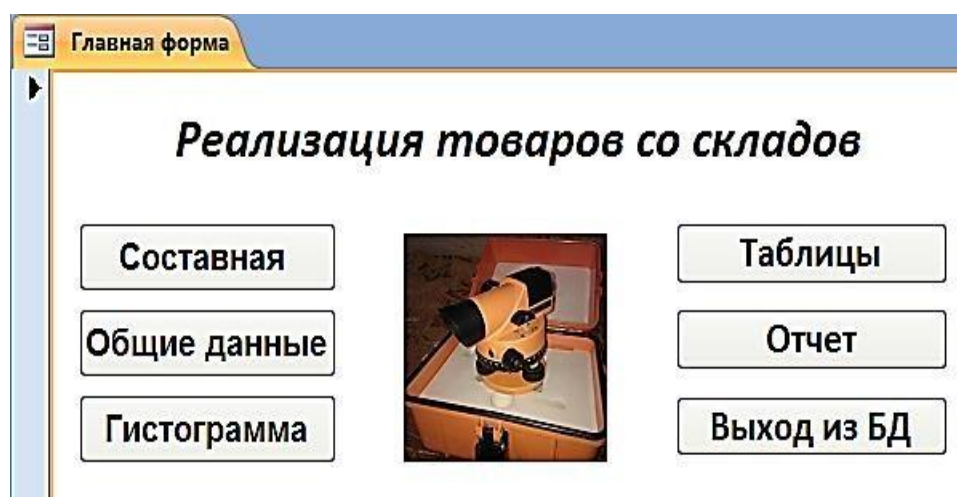 Главная форма
Реализация товаров со складов
Составная
Общие данные
Гистограмма
Таблицы
Отчет
Выход из БД